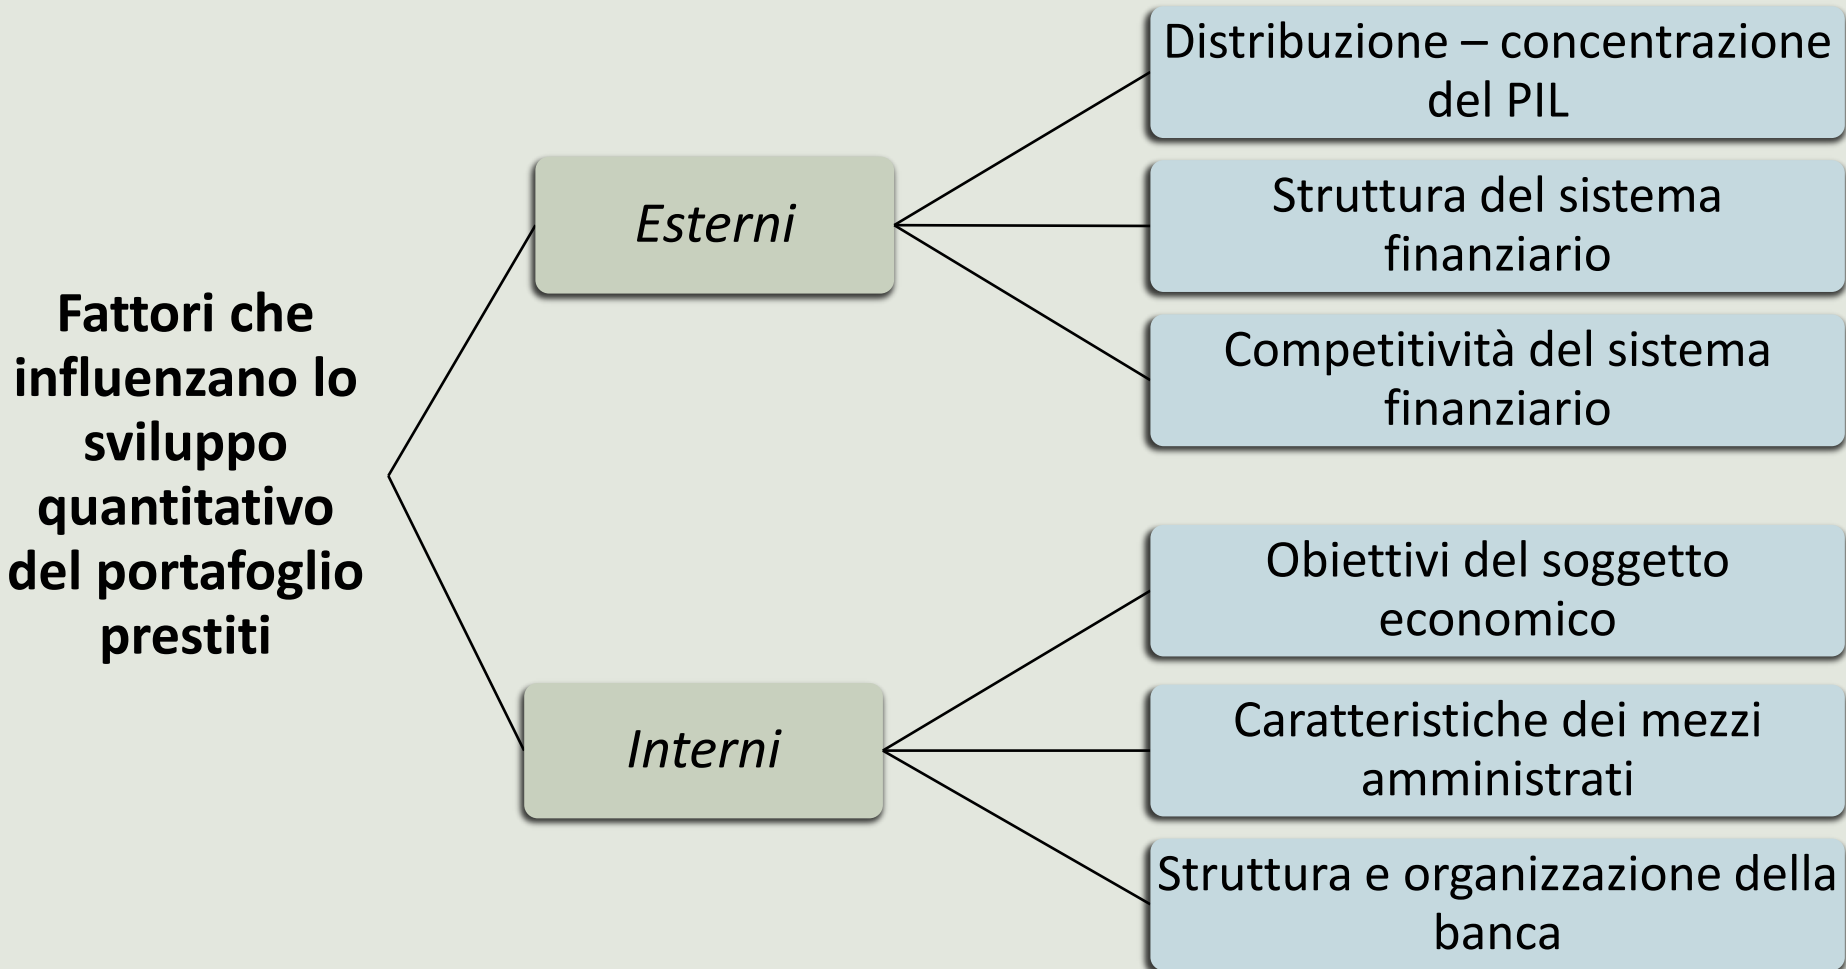 Fattori che
influenzano lo
sviluppo
quantitativo
del portafoglio
prestiti
Esterni
Distribuzione – concentrazione
del PIL
Struttura del sistema
finanziario
Competitività del sistema
finanziario
Interni
Obiettivi del soggetto
economico
Caratteristiche dei mezzi
amministrati
Struttura e organizzazione della
banca